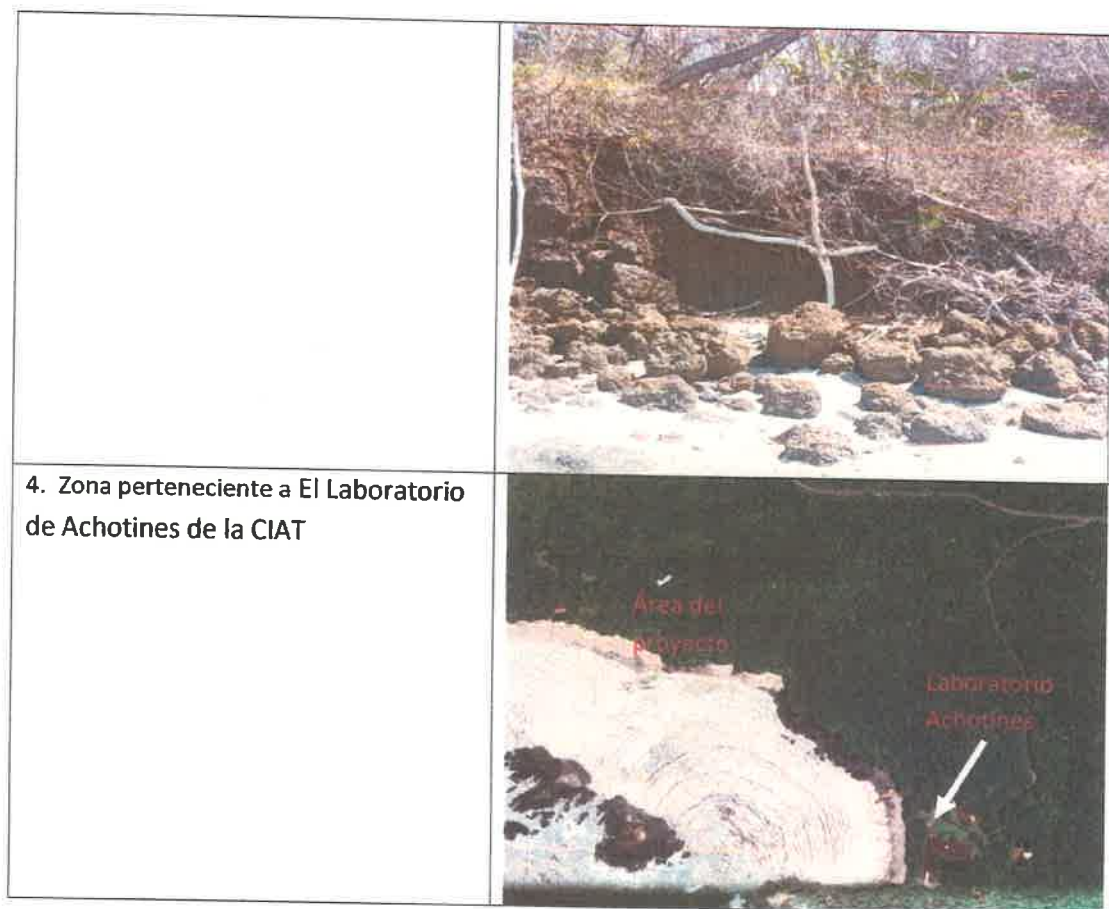 4. Zona perteneciente a El Laboratorio
de Achotines de la CIAT
Área del
proyecto
Laboratorio
Achotines